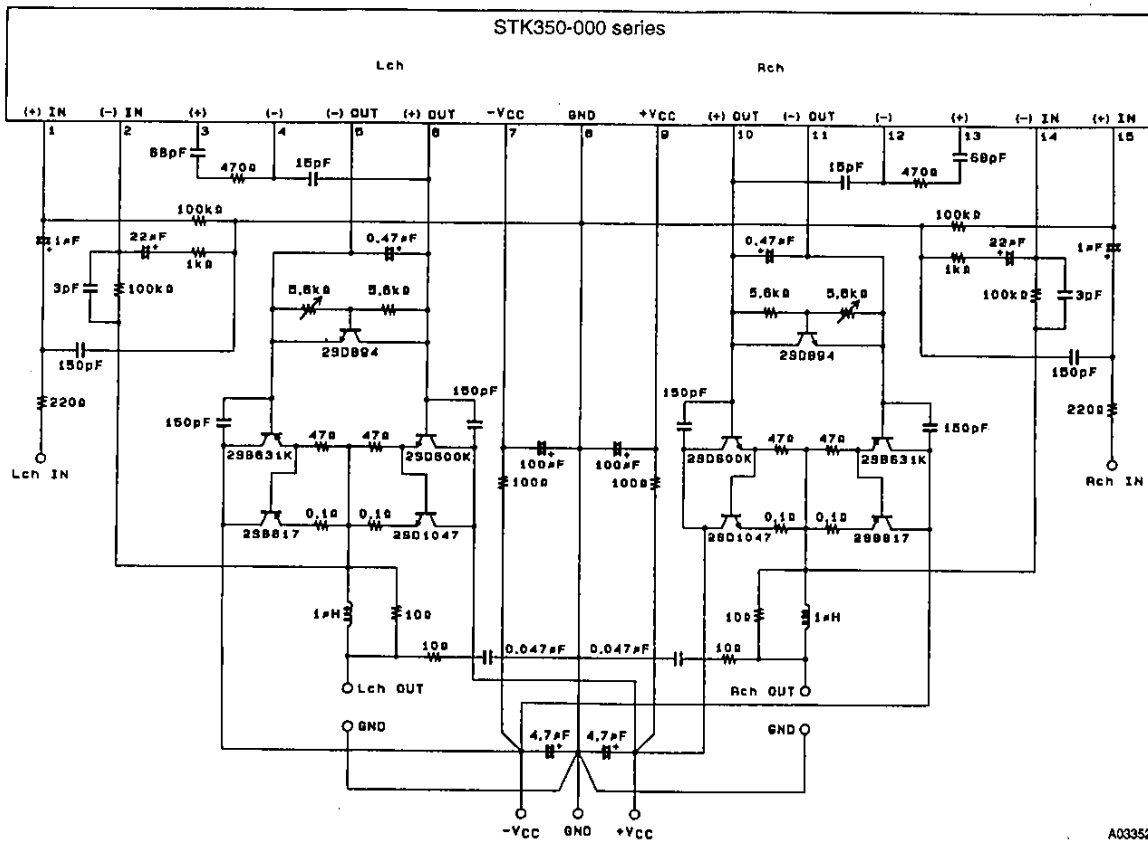 STK350-000 series
Lch Rch
(+) IN (-) IN (+) (-) (-) OUT (+) OUT -VCC GND +VCC (+) OUT (-) OUT (-) (+) (-) IN (+) IN
1 2 3 4 5 6 7 8 9 10 11 12 13 14 15
68pF 470Ω 15pF 15pF 470Ω 68pF
100kΩ 100kΩ
1μF 22μF 1kΩ 0.47μF 0.47μF 1kΩ 22μF 1μF
3pF 100kΩ 5.6kΩ 5.6kΩ 5.6kΩ 5.6kΩ 100kΩ 3pF
2SD894 2SD894
150pF 150pF
220Ω 150pF 150pF 150pF 150pF 220Ω
47Ω 47Ω 47Ω 47Ω
2SB631K 2SD600K 100μF 100μF 2SD600K 2SB631K
Lch IN 100Ω 100Ω Rch IN
0.1Ω 0.1Ω 0.1Ω 0.1Ω
2SB817 2SD1047 2SD1047 2SB817
1μH 10Ω 10Ω 1μH
10Ω 0.047μF 0.047μF 10Ω
Lch OUT Rch OUT
GND 4.7μF 4.7μF GND
-VCC GND +VCC
A03352